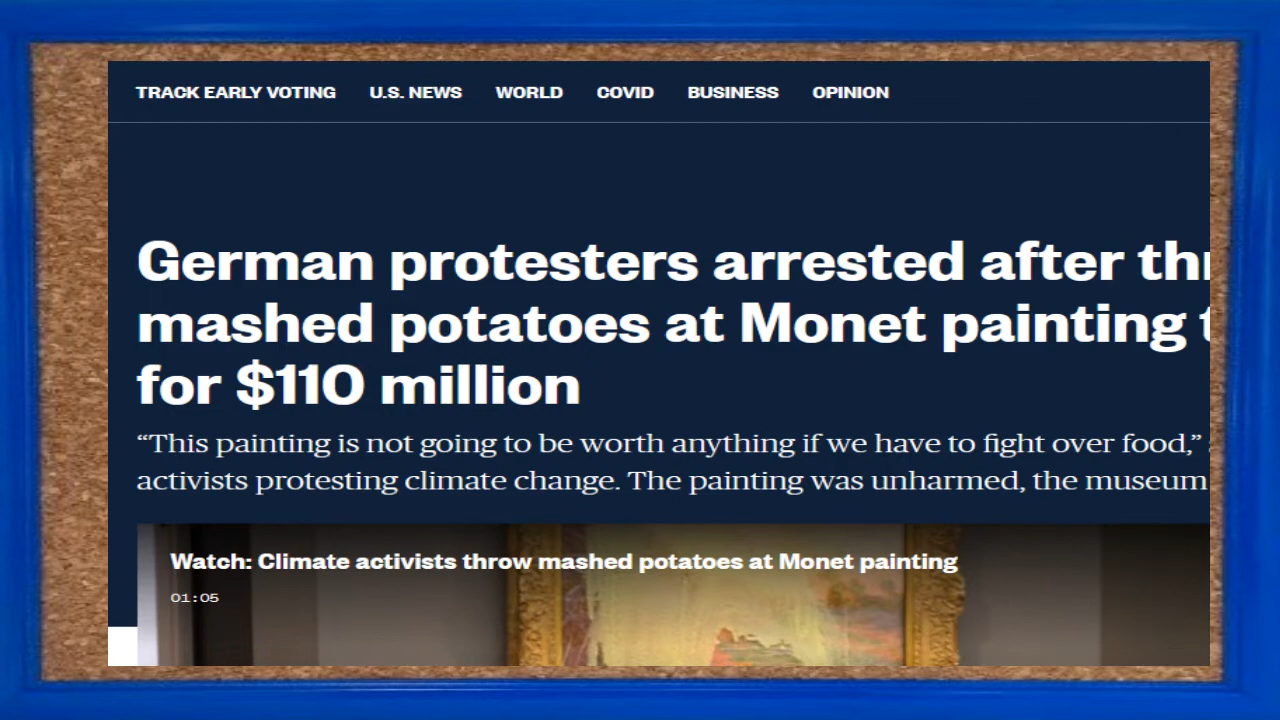 TRACK EARLY VOTING U.S. NEWS WORLD COVID BUSINESS OPINION
German protesters arrested after
mashed potatoes at Monet painting
for $110 million
“This painting is not going to be worth anything if we have to fight over food,”
activists protesting climate change. The painting was unharmed, the museum
Watch: Climate activists throw mashed potatoes at Monet painting
01:05